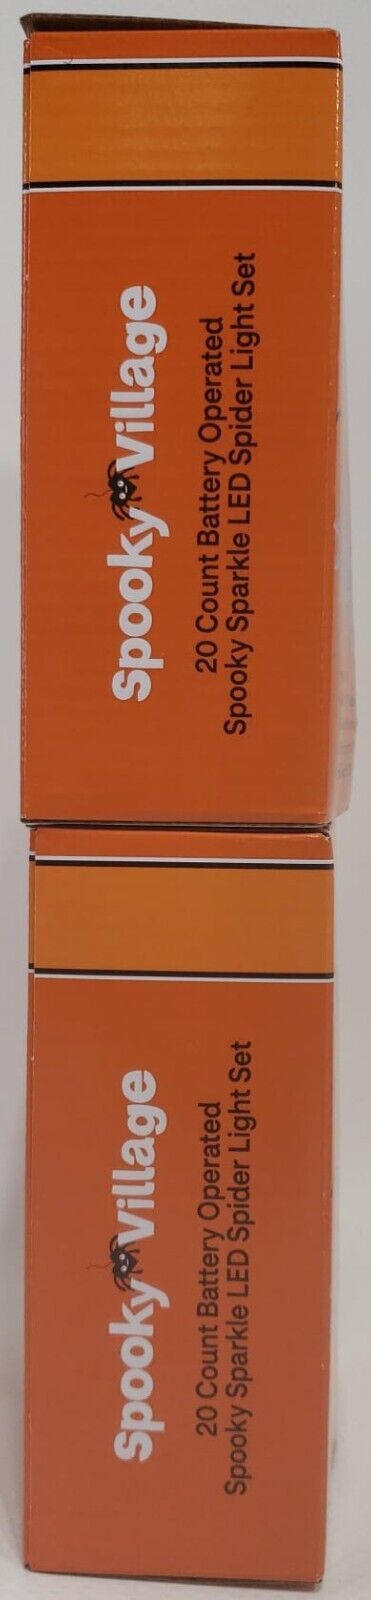 Spooky Village
20 Count Battery Operated
Spooky Sparkle LED Spider Light Set
Spooky Village
20 Count Battery Operated
Spooky Sparkle LED Spider Light Set